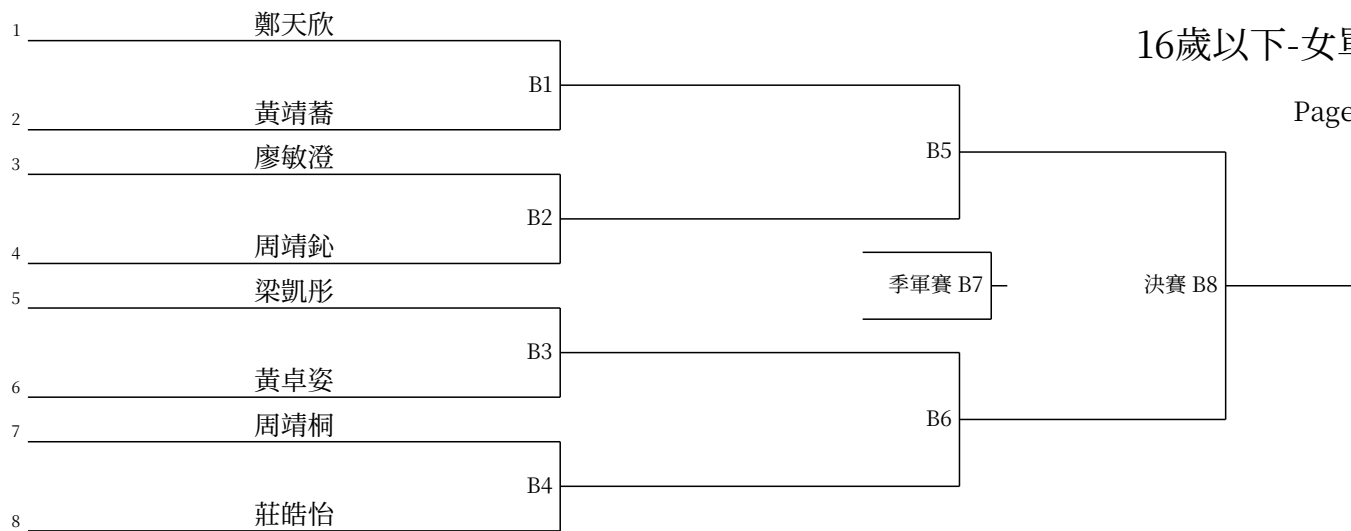 16歲以下-女單
Page
1 鄭天欣
B1
2 黃靖蕎
3 廖敏澄
B5
B2
4 周靖鈊
季軍賽 B7
決賽 B8
5 梁凱彤
B3
6 黃卓姿
B6
7 周靖桐
B4
8 莊皓怡